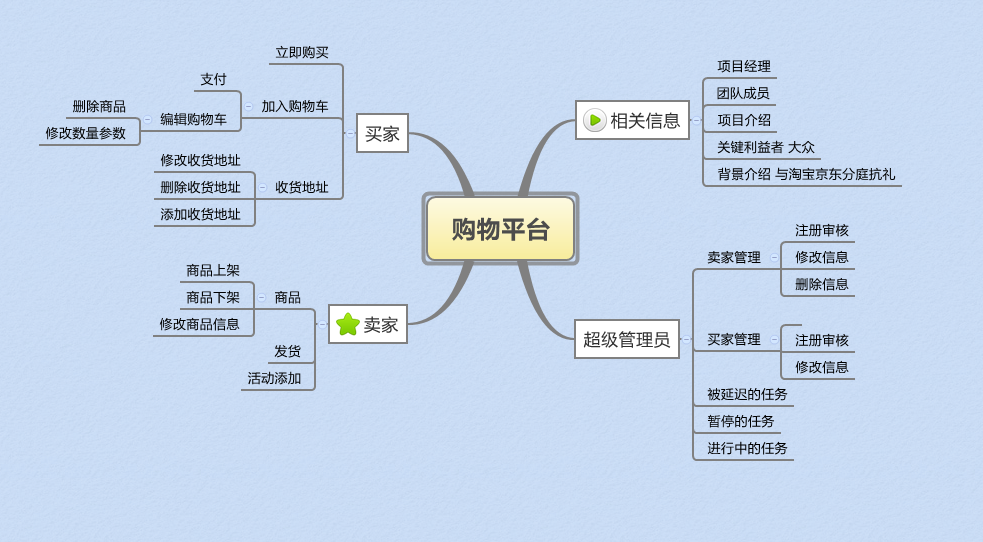 购物平台
买家
立即购买
加入购物车
支付
编辑购物车
删除商品
修改数量参数
收货地址
修改收货地址
删除收货地址
添加收货地址
卖家
商品
商品上架
商品下架
修改商品信息
发货
活动添加
相关信息
项目经理
团队成员
项目介绍
关键利益者 大众
背景介绍 与淘宝京东分庭抗礼
超级管理员
卖家管理
注册审核
修改信息
删除信息
买家管理
注册审核
修改信息
被延迟的任务
暂停的任务
进行中的任务